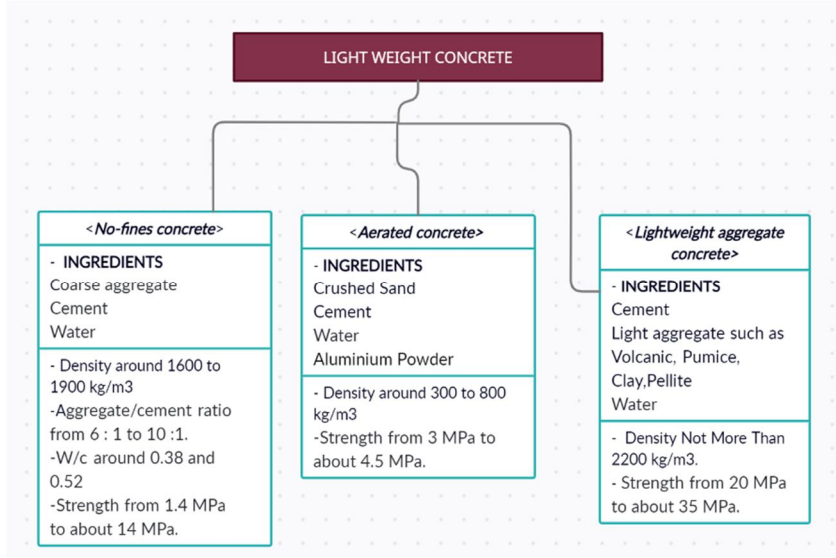 LIGHT WEIGHT CONCRETE
<No-fines concrete>
- INGREDIENTS
Coarse aggregate
Cement
Water
- Density around 1600 to
1900 kg/m3
-Aggregate/cement ratio
from 6 : 1 to 10 :1.
-W/c around 0.38 and
0.52
-Strength from 1.4 MPa
to about 14 MPa.
<Aerated concrete>
- INGREDIENTS
Crushed Sand
Cement
Water
Aluminium Powder
- Density around 300 to 800
kg/m3
-Strength from 3 MPa to
about 4.5 MPa.
<Lightweight aggregate
concrete>
- INGREDIENTS
Cement
Light aggregate such as
Volcanic, Pumice,
Clay,Pellite
Water
- Density Not More Than
2200 kg/m3.
- Strength from 20 MPa
to about 35 MPa.